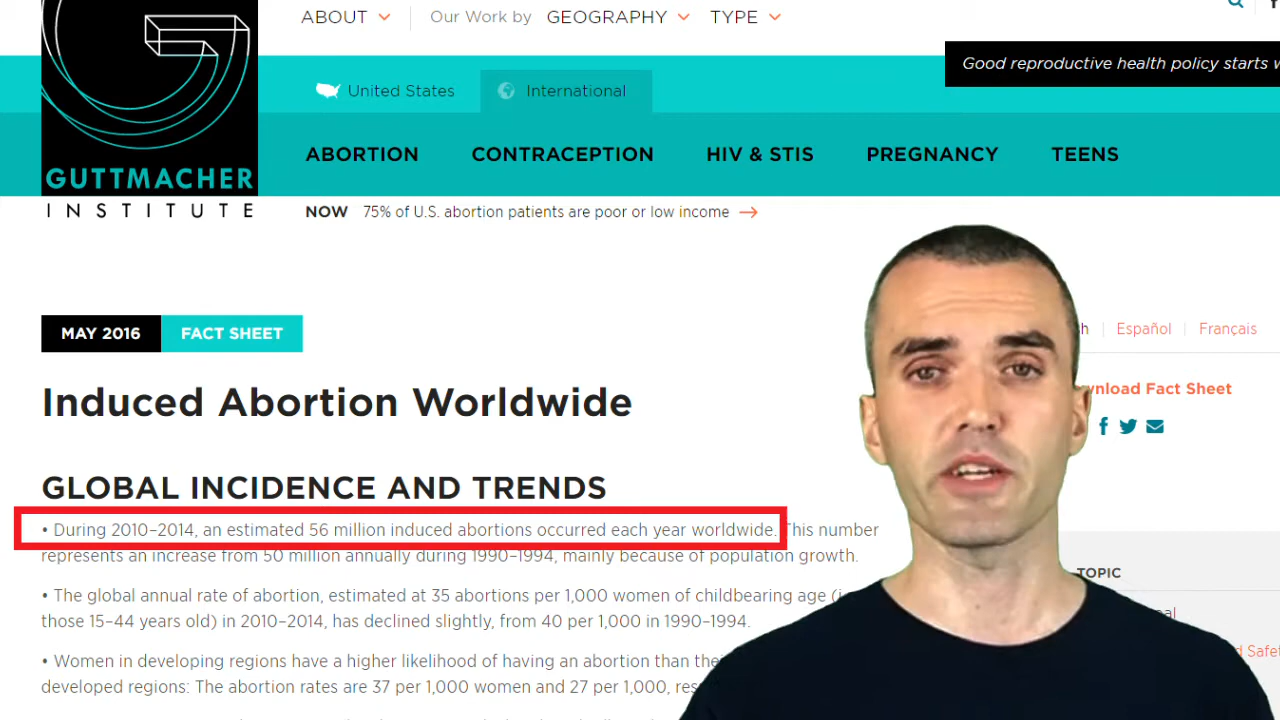 ABOUT
Our Work by GEOGRAPHY TYPE
Good reproductive health policy starts
United States
International
GUTTMACHER
INSTITUTE
ABORTION CONTRACEPTION HIV & STIS PREGNANCY TEENS
NOW 75% of U.S. abortion patients are poor or low income →
MAY 2016 FACT SHEET
Español Français
Induced Abortion Worldwide
Fact Sheet
GLOBAL INCIDENCE AND TRENDS
• During 2010–2014, an estimated 56 million induced abortions occurred each year worldwide. This number
represents an increase from 50 million annually during 1990–1994, mainly because of population growth.
TOPIC
• The global annual rate of abortion, estimated at 35 abortions per 1,000 women of childbearing age
those 15–44 years old) in 2010–2014, has declined slightly, from 40 per 1,000 in 1990–1994.
• Women in developing regions have a higher likelihood of having an abortion than
developed regions: The abortion rates are 37 per 1,000 women and 27 per 1,000,